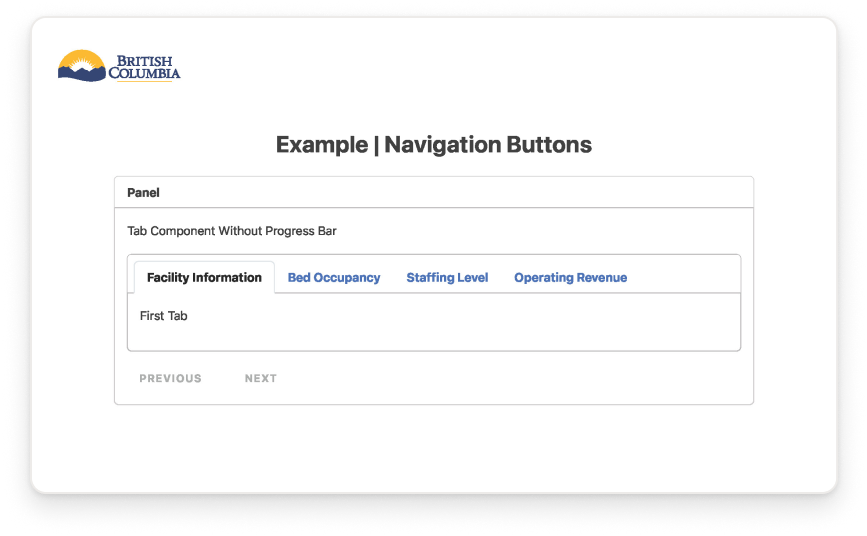 BRITISH
COLUMBIA
Example | Navigation Buttons
Panel
Tab Component Without Progress Bar
Facility Information Bed Occupancy Staffing Level Operating Revenue
First Tab
PREVIOUS NEXT